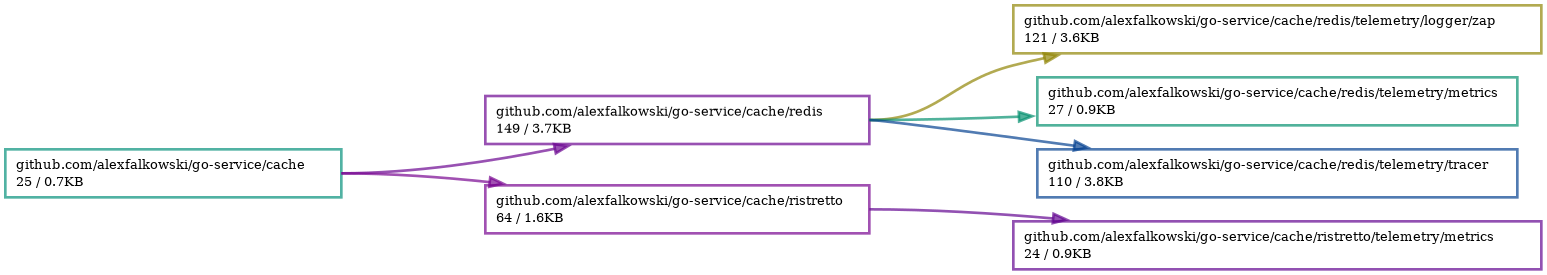 github.com/alexfalkowski/go-service/cache
25 / 0.7KB
github.com/alexfalkowski/go-service/cache/redis
149 / 3.7KB
github.com/alexfalkowski/go-service/cache/ristretto
64 / 1.6KB
github.com/alexfalkowski/go-service/cache/redis/telemetry/logger/zap
121 / 3.6KB
github.com/alexfalkowski/go-service/cache/redis/telemetry/metrics
27 / 0.9KB
github.com/alexfalkowski/go-service/cache/redis/telemetry/tracer
110 / 3.8KB
github.com/alexfalkowski/go-service/cache/ristretto/telemetry/metrics
24 / 0.9KB